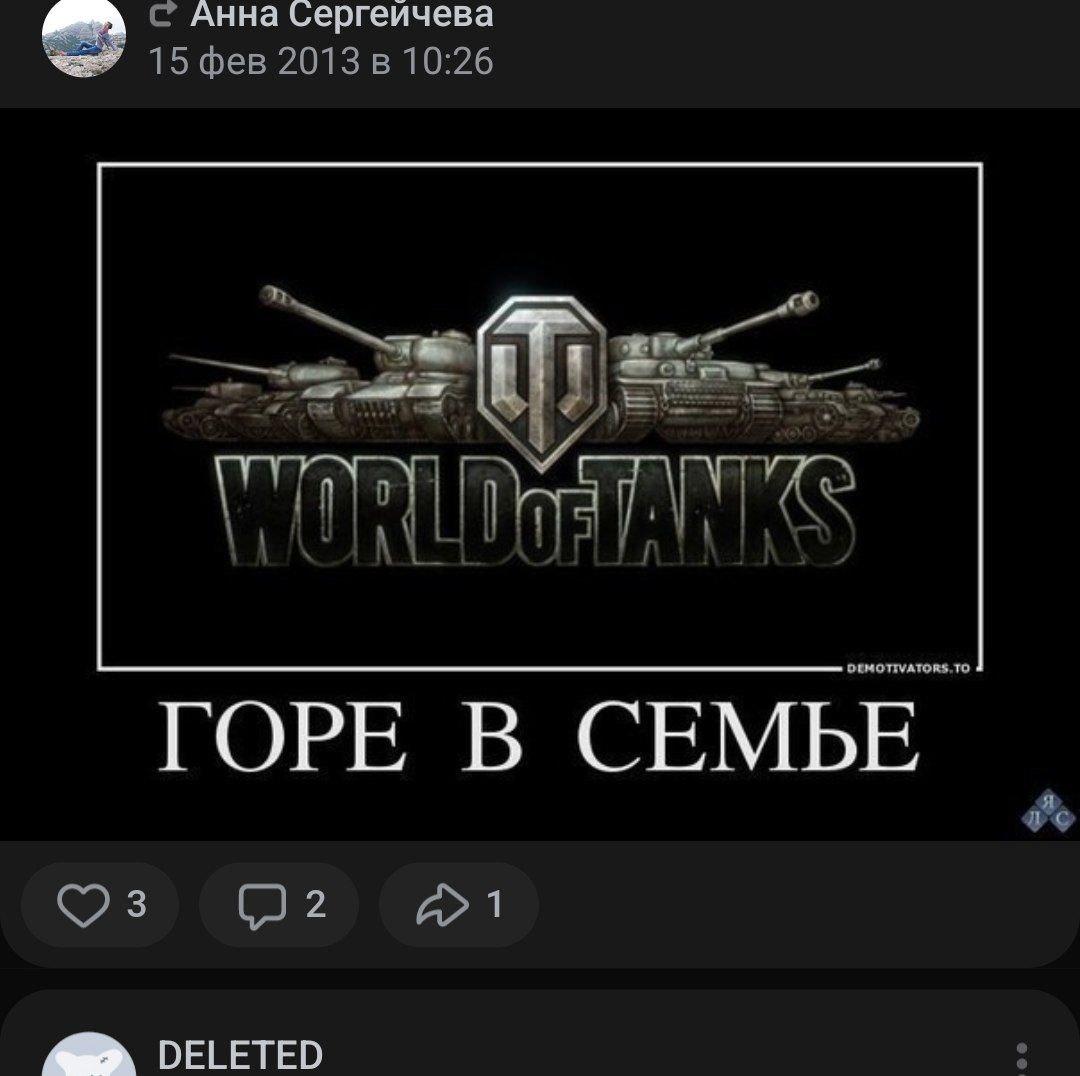 Анна Сергейчева
15 фев 2013 в 10:26
WORLD OF TANKS
DEMOTIVATORS.TO
ГОРЕ В СЕМЬЕ
Я
Л С
3 2 1
DELETED